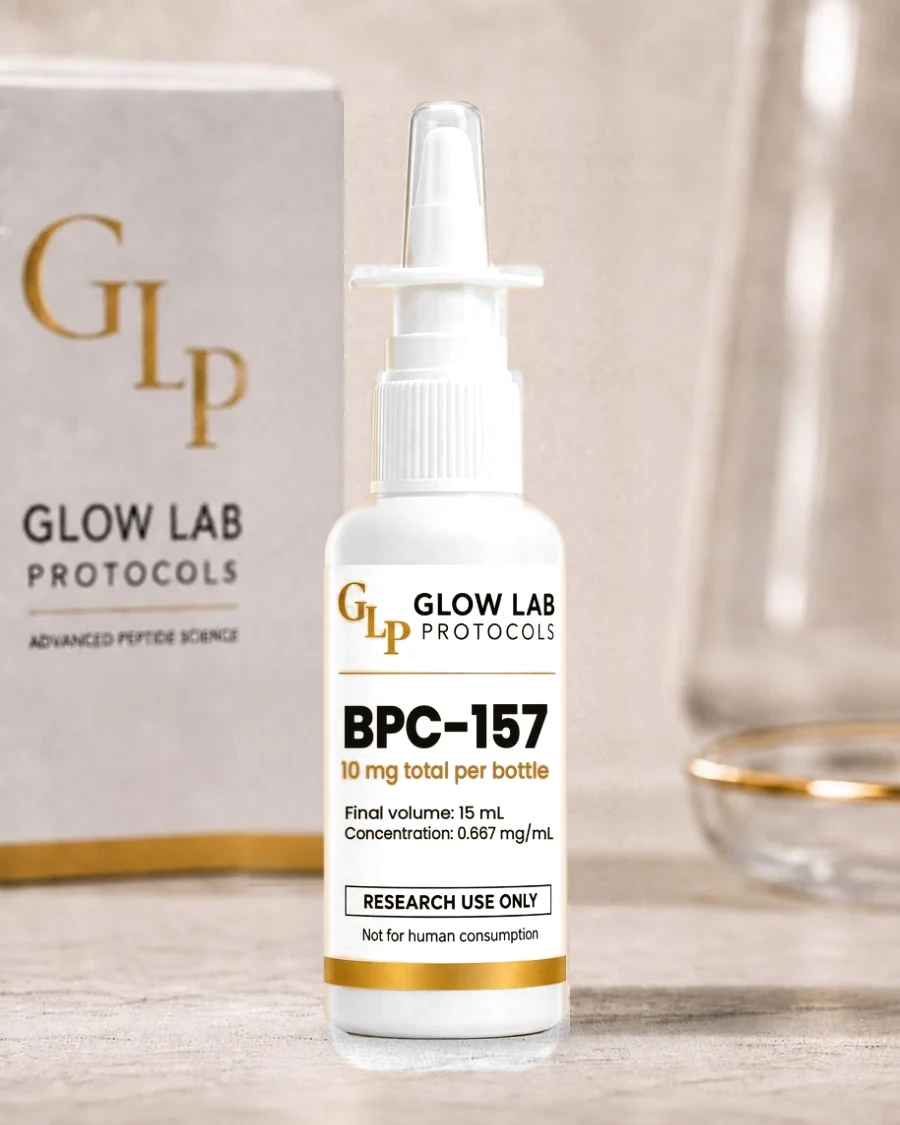 GLP
GLOW LAB
PROTOCOLS
ADVANCED PEPTIDE SCIENCE
GLP
GLOW LAB
PROTOCOLS
BPC-157
10 mg total per bottle
Final volume: 15 mL
Concentration: 0.667 mg/mL
RESEARCH USE ONLY
Not for human consumption